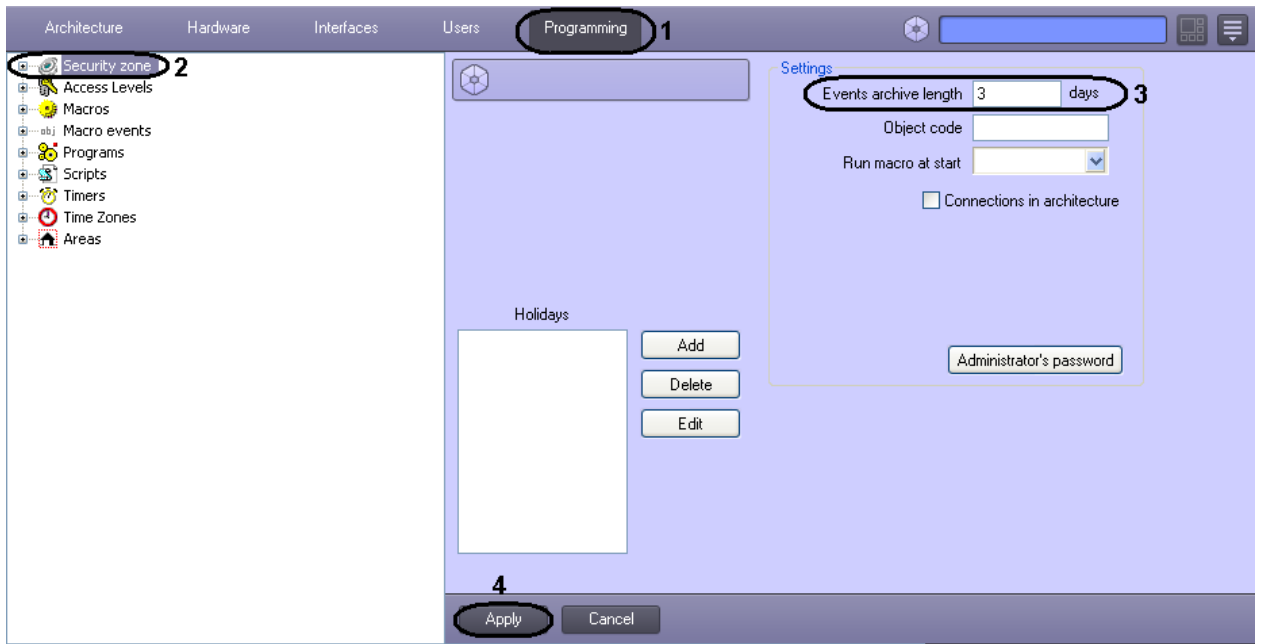 Architecture Hardware Interfaces Users Programming 1
Security zone 2
Access Levels
Macros
obj Macro events
Programs
Scripts
Timers
Time Zones
Areas
Settings
Events archive length 3 days 3
Object code
Run macro at start
Connections in architecture
Administrator's password
Holidays
Add
Delete
Edit
4
Apply Cancel